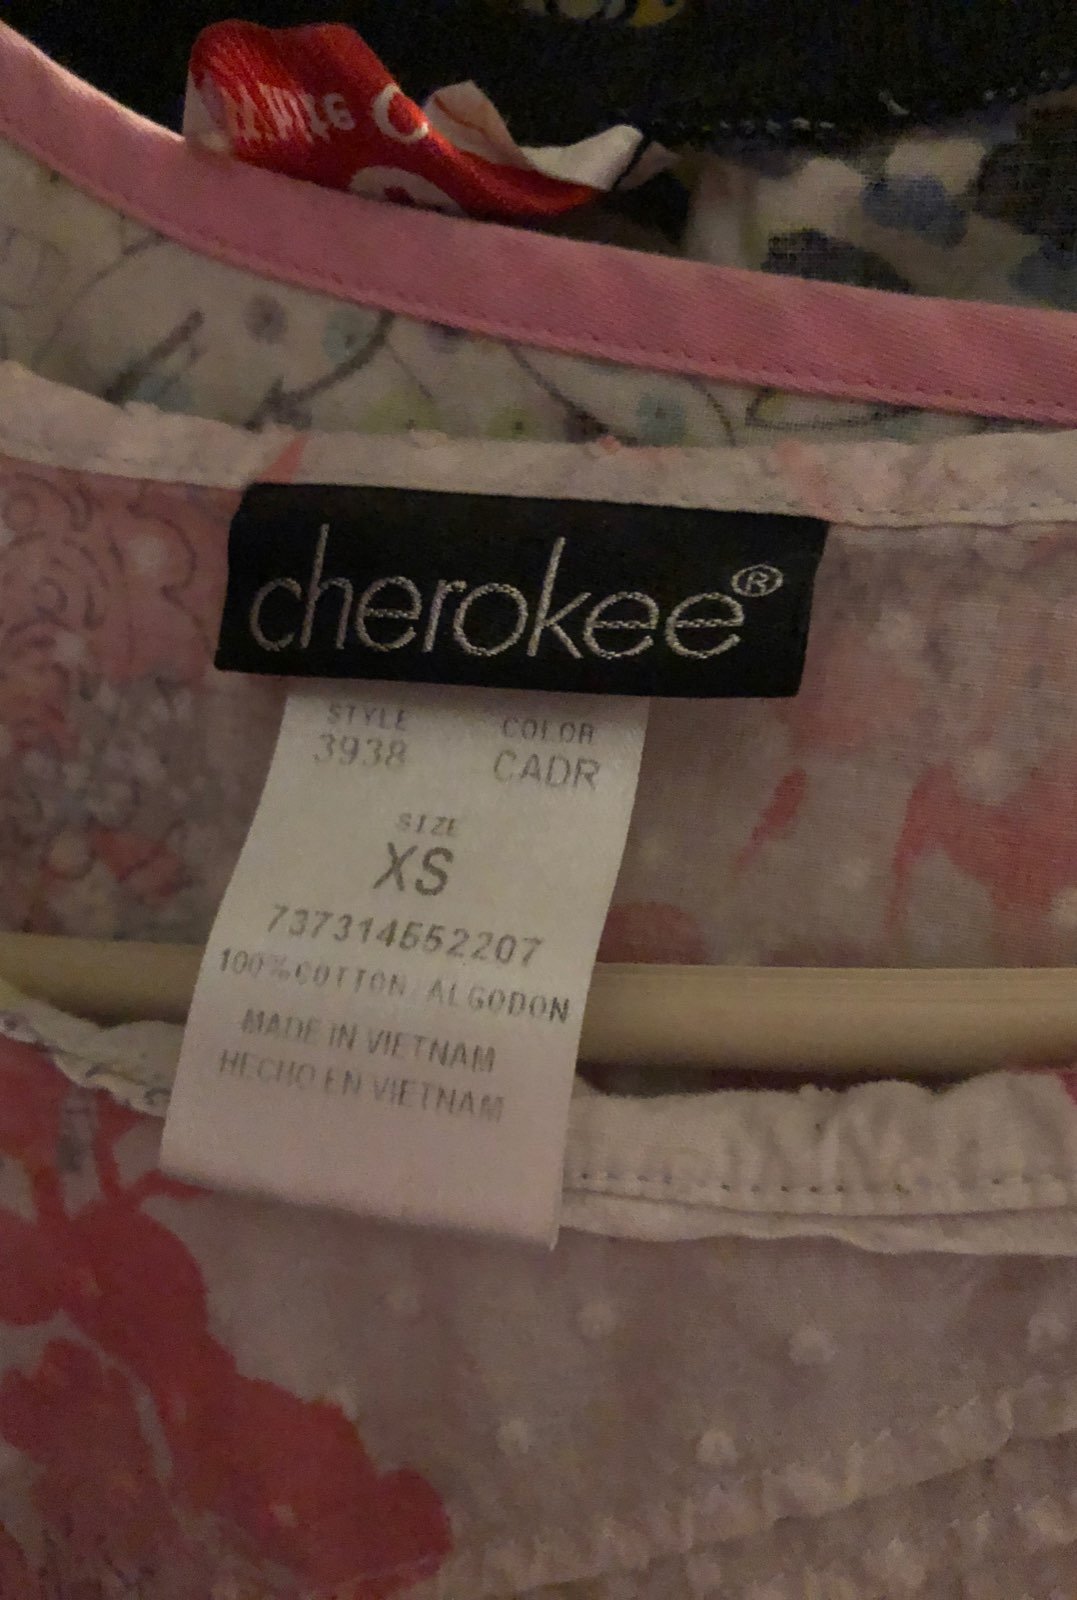 cherokee®
STYLE COLOR
3938 CADR
SIZE
XS
737314552207
100% COTTON/ALGODON
MADE IN VIETNAM
HECHO EN VIETNAM